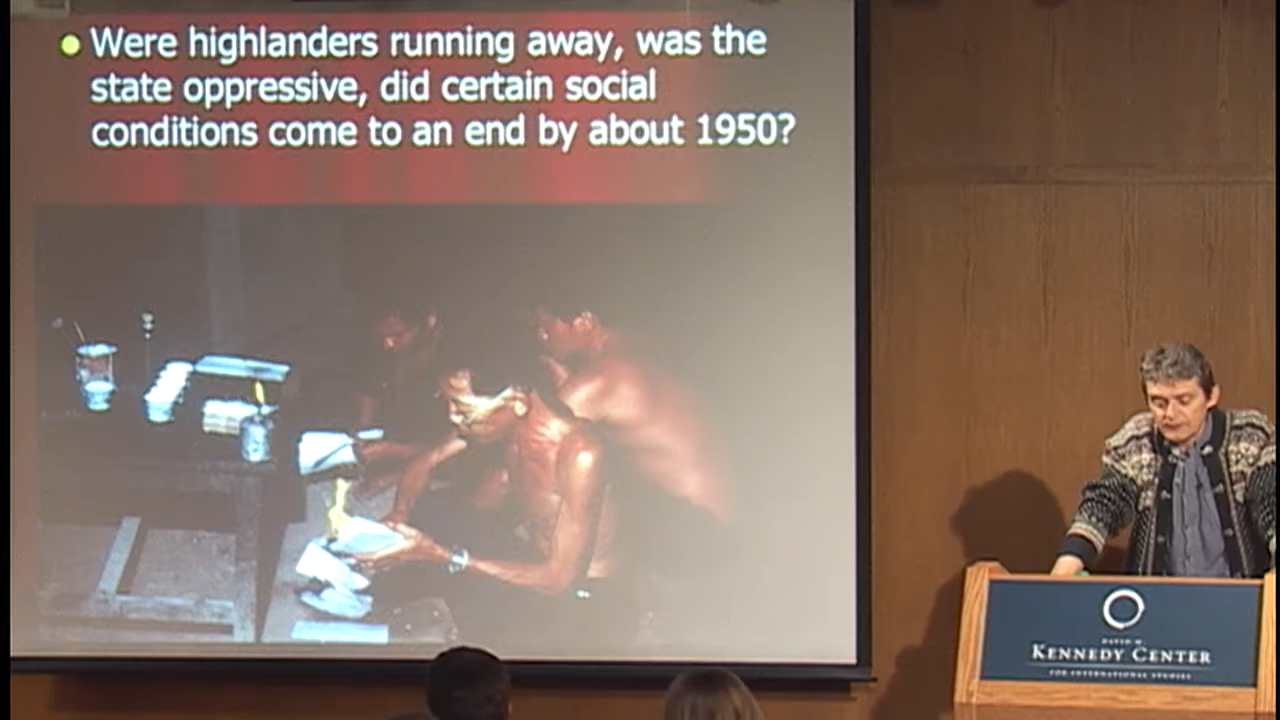 Were highlanders running away, was the
state oppressive, did certain social
conditions come to an end by about 1950?
DAVID M.
KENNEDY CENTER
FOR INTERNATIONAL STUDIES